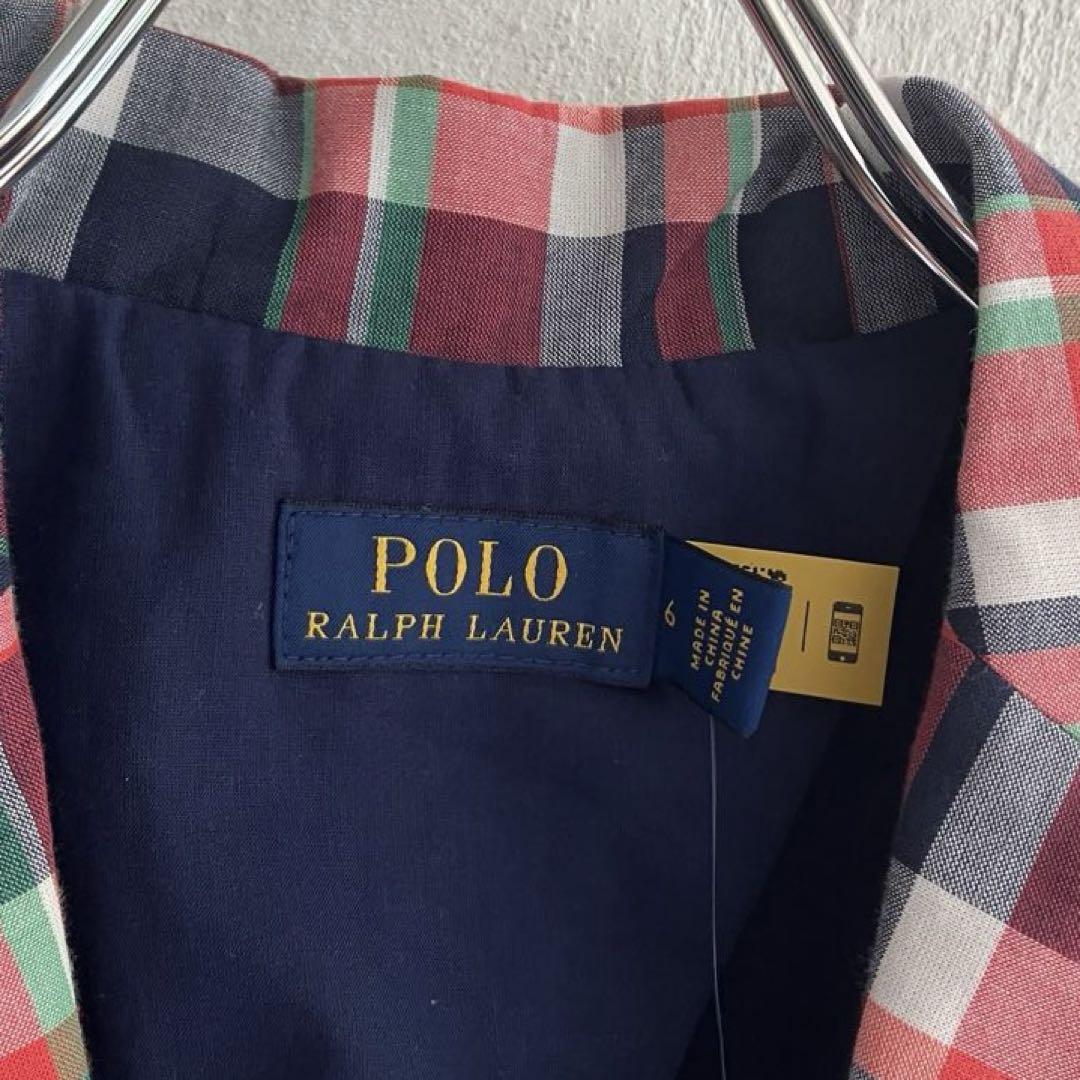 POLO
RALPH LAUREN
6
MADE IN
CHINA
FABRIQUÉ EN
CHINE